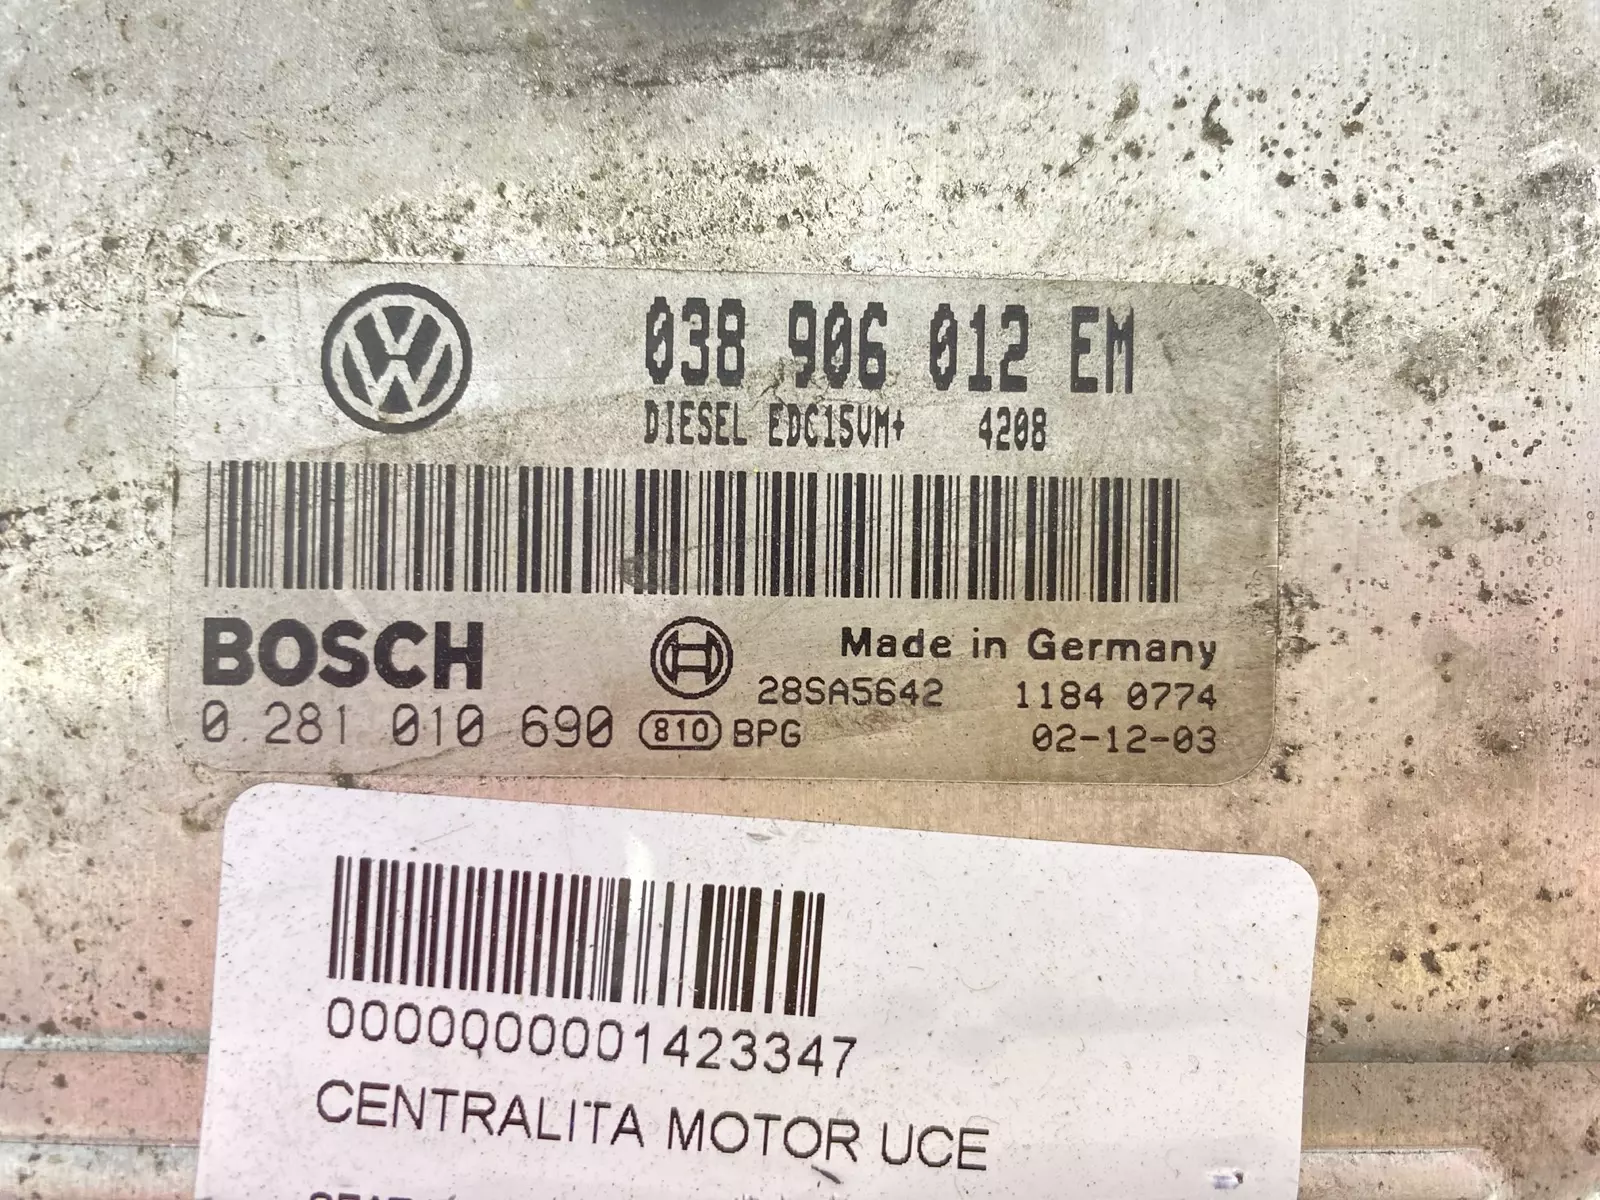 038 906 012 EM
DIESEL EDC15VM+ 4208
BOSCH
Made in Germany
28SA5642 1184 0774
0 281 010 690 810 BPG 02-12-03
0000000001423347
CENTRALITA MOTOR UCE